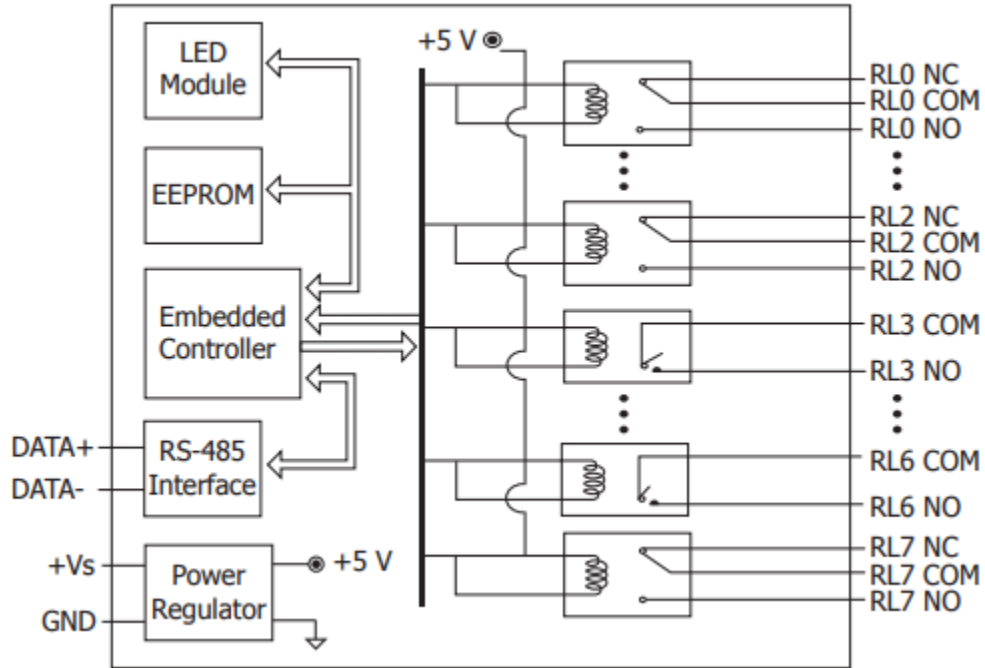 LED
Module
EEPROM
Embedded
Controller
RS-485
Interface
Power
Regulator
DATA+
DATA-
+Vs
GND
+5 V
+5 V
RL0 NC
RL0 COM
RL0 NO
RL2 NC
RL2 COM
RL2 NO
RL3 COM
RL3 NO
RL6 COM
RL6 NO
RL7 NC
RL7 COM
RL7 NO